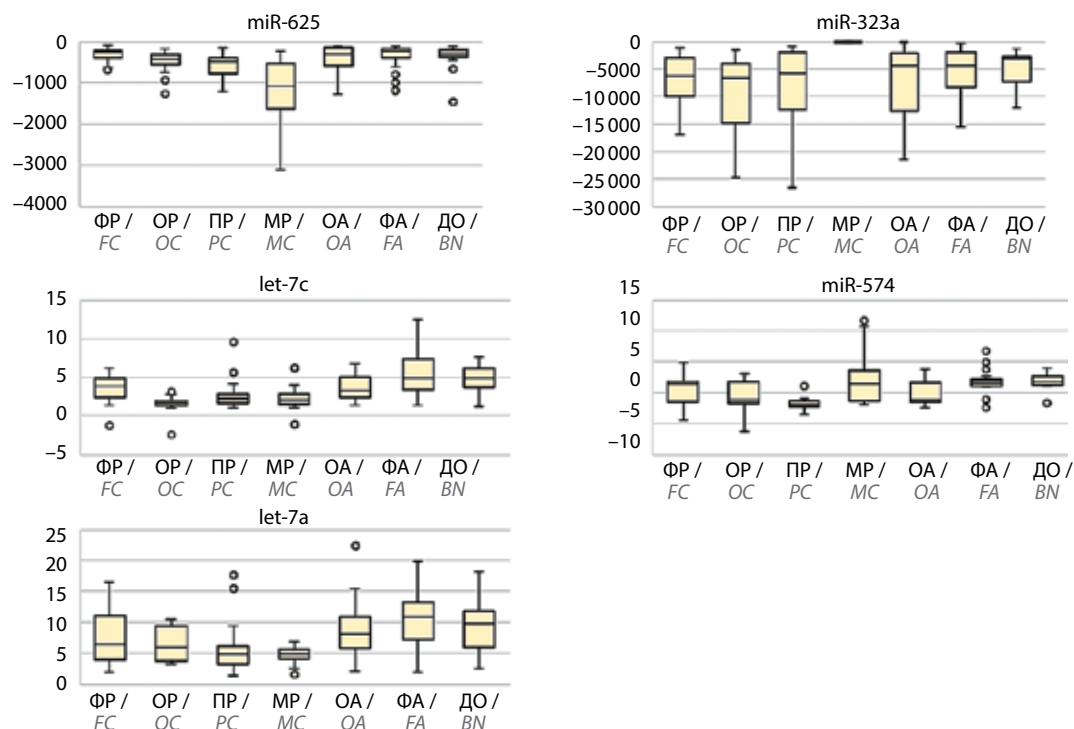 miR-625
0
–1000
–2000
–3000
–4000
ФР / ОР / ПР / МР / ОА / ФА / ДО /
FC OC PC MC OA FA BN
miR-323a
0
–5000
–10 000
–15 000
–20 000
–25 000
–30 000
ФР / ОР / ПР / МР / ОА / ФА / ДО /
FC OC PC MC OA FA BN
let-7c
15
10
5
0
–5
ФР / ОР / ПР / МР / ОА / ФА / ДО /
FC OC PC MC OA FA BN
miR-574
15
10
5
0
–5
–10
ФР / ОР / ПР / МР / ОА / ФА / ДО /
FC OC PC MC OA FA BN
let-7a
25
20
15
10
5
0
ФР / ОР / ПР / МР / ОА / ФА / ДО /
FC OC PC MC OA FA BN